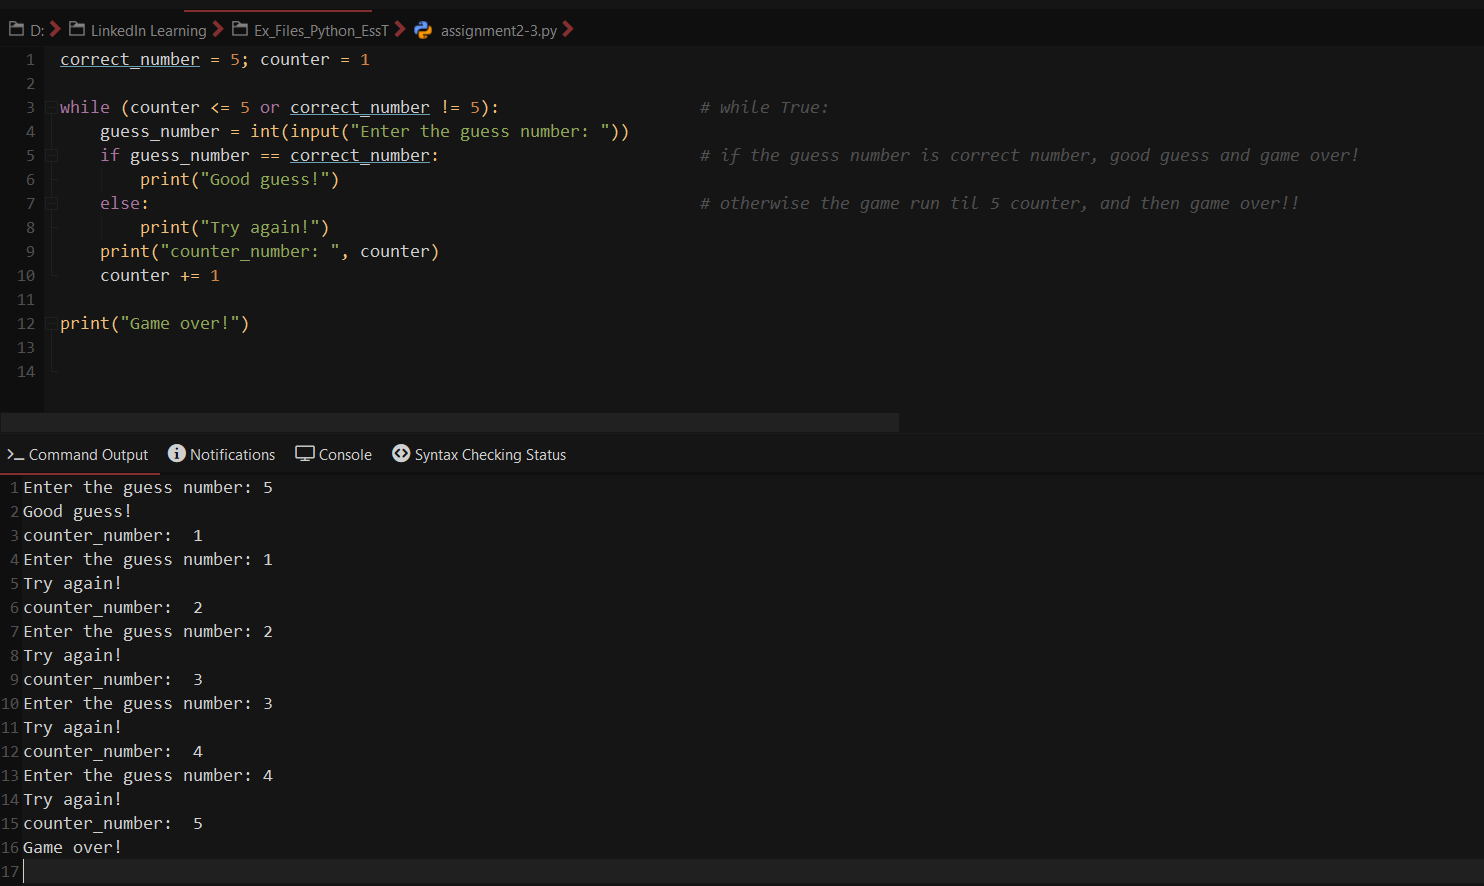 D: LinkedIn Learning Ex_Files_Python_EssT assignment2-3.py
1 correct_number = 5; counter = 1
2
3 while (counter <= 5 or correct_number != 5): # while True:
4 guess_number = int(input("Enter the guess number: "))
5 if guess_number == correct_number: # if the guess number is correct number, good guess and game over!
6 print("Good guess!")
7 else: # otherwise the game run til 5 counter, and then game over!!
8 print("Try again!")
9 print("counter_number: ", counter)
10 counter += 1
11
12 print("Game over!")
13
14
Command Output Notifications Console Syntax Checking Status
1 Enter the guess number: 5
2 Good guess!
3 counter_number:  1
4 Enter the guess number: 1
5 Try again!
6 counter_number:  2
7 Enter the guess number: 2
8 Try again!
9 counter_number:  3
10 Enter the guess number: 3
11 Try again!
12 counter_number:  4
13 Enter the guess number: 4
14 Try again!
15 counter_number:  5
16 Game over!
17